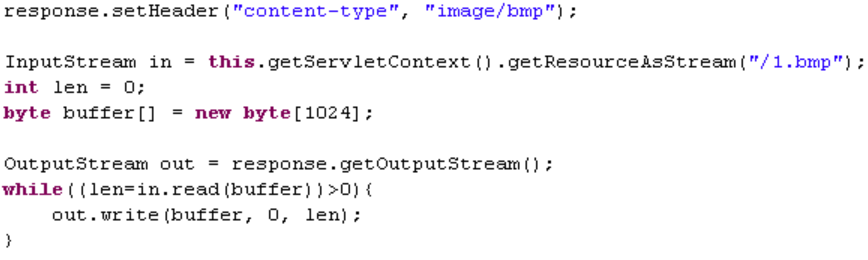 response.setHeader("content-type", "image/bmp");
InputStream in = this.getServletContext().getResourceAsStream("/1.bmp");
int len = 0;
byte buffer[] = new byte[1024];
OutputStream out = response.getOutputStream();
while((len=in.read(buffer))>0){
    out.write(buffer, 0, len);
}